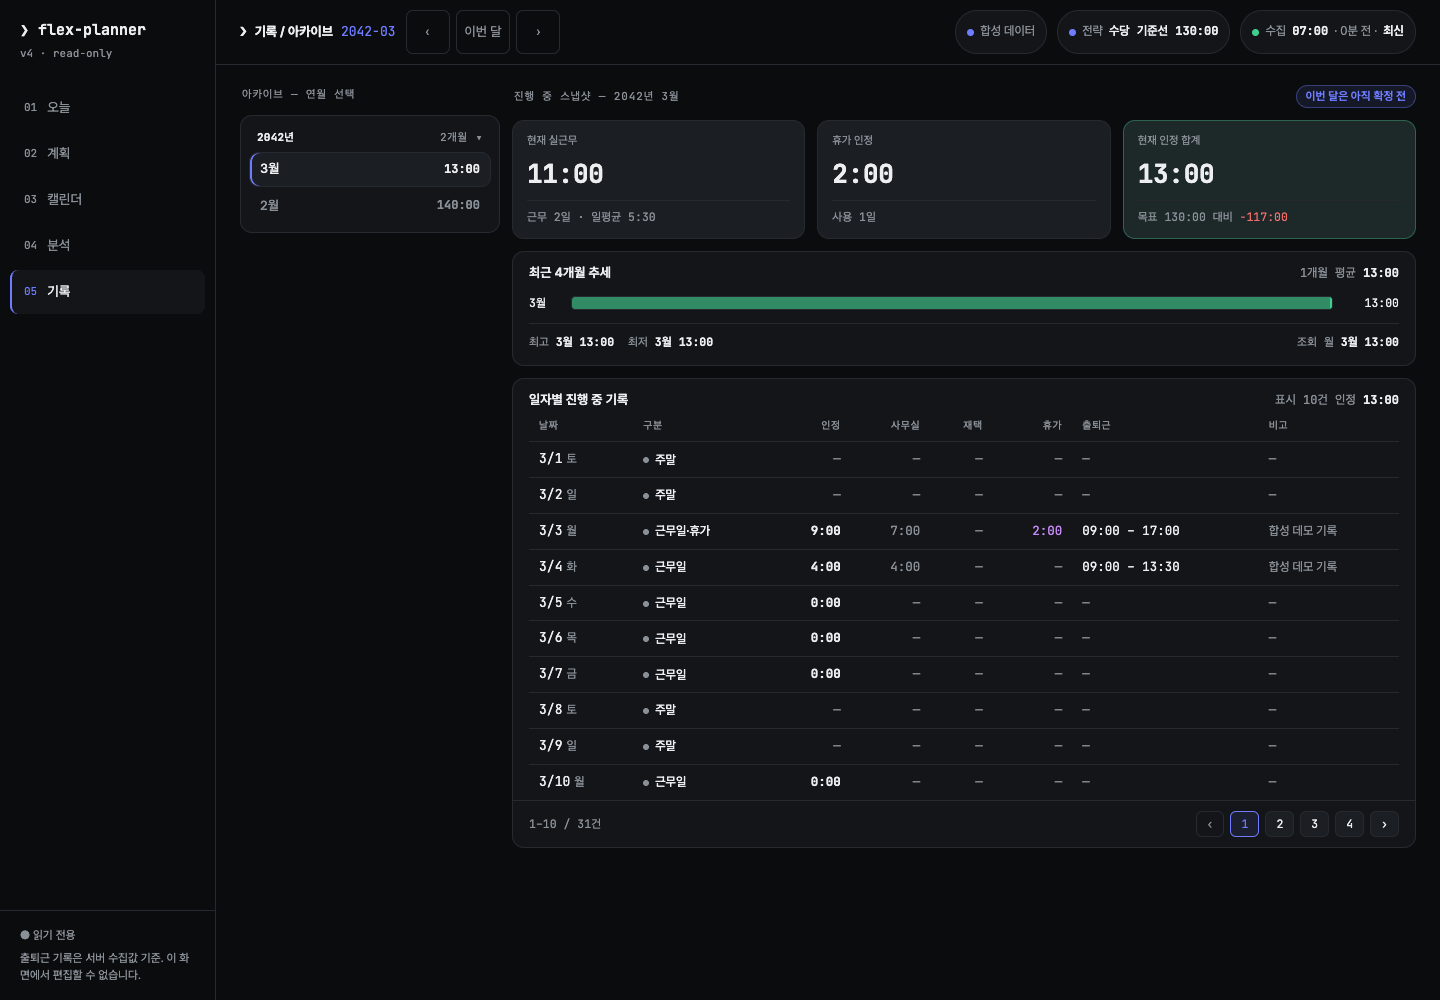 ❯ flex-planner
v4 · read-only
01 오늘
02 계획
03 캘린더
04 분석
05 기록
● 읽기 전용
출퇴근 기록은 서버 수집값 기준. 이 화
면에서 편집할 수 없습니다.
❯ 기록 / 아카이브 2042-03 ‹ 이번 달 ›
● 합성 데이터
● 전략 수당 기준선 130:00
● 수집 07:00 · 0분 전 · 최신
아카이브 — 연월 선택
2042년 2개월 ▾
3월 13:00
2월 140:00
진행 중 스냅샷 — 2042년 3월
이번 달은 아직 확정 전
현재 실근무
11:00
근무 2일 · 일평균 5:30
휴가 인정
2:00
사용 1일
현재 인정 합계
13:00
목표 130:00 대비 -117:00
최근 4개월 추세 1개월 평균 13:00
3월 13:00
최고 3월 13:00 최저 3월 13:00 조회 월 3월 13:00
일자별 진행 중 기록 표시 10건 인정 13:00
날짜 구분 인정 사무실 재택 휴가 출퇴근 비고
3/1 토 ● 주말 — — — — — —
3/2 일 ● 주말 — — — — — —
3/3 월 ● 근무일·휴가 9:00 7:00 — 2:00 09:00 – 17:00 합성 데모 기록
3/4 화 ● 근무일 4:00 4:00 — — 09:00 – 13:30 합성 데모 기록
3/5 수 ● 근무일 0:00 — — — — —
3/6 목 ● 근무일 0:00 — — — — —
3/7 금 ● 근무일 0:00 — — — — —
3/8 토 ● 주말 — — — — — —
3/9 일 ● 주말 — — — — — —
3/10 월 ● 근무일 0:00 — — — — —
1–10 / 31건 ‹ 1 2 3 4 ›